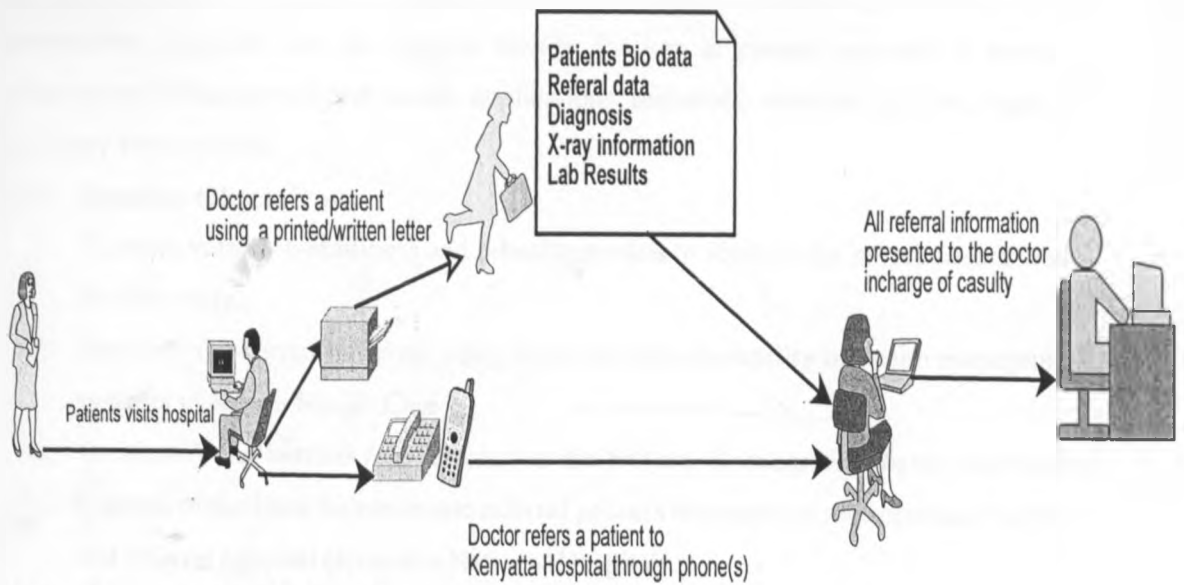 Patients Bio data
Referal data
Diagnosis
X-ray information
Lab Results
Doctor refers a patient
using a printed/written letter
All referral information
presented to the doctor
incharge of casulty
Patients visits hospital
Doctor refers a patient to
Kenyatta Hospital through phone(s)